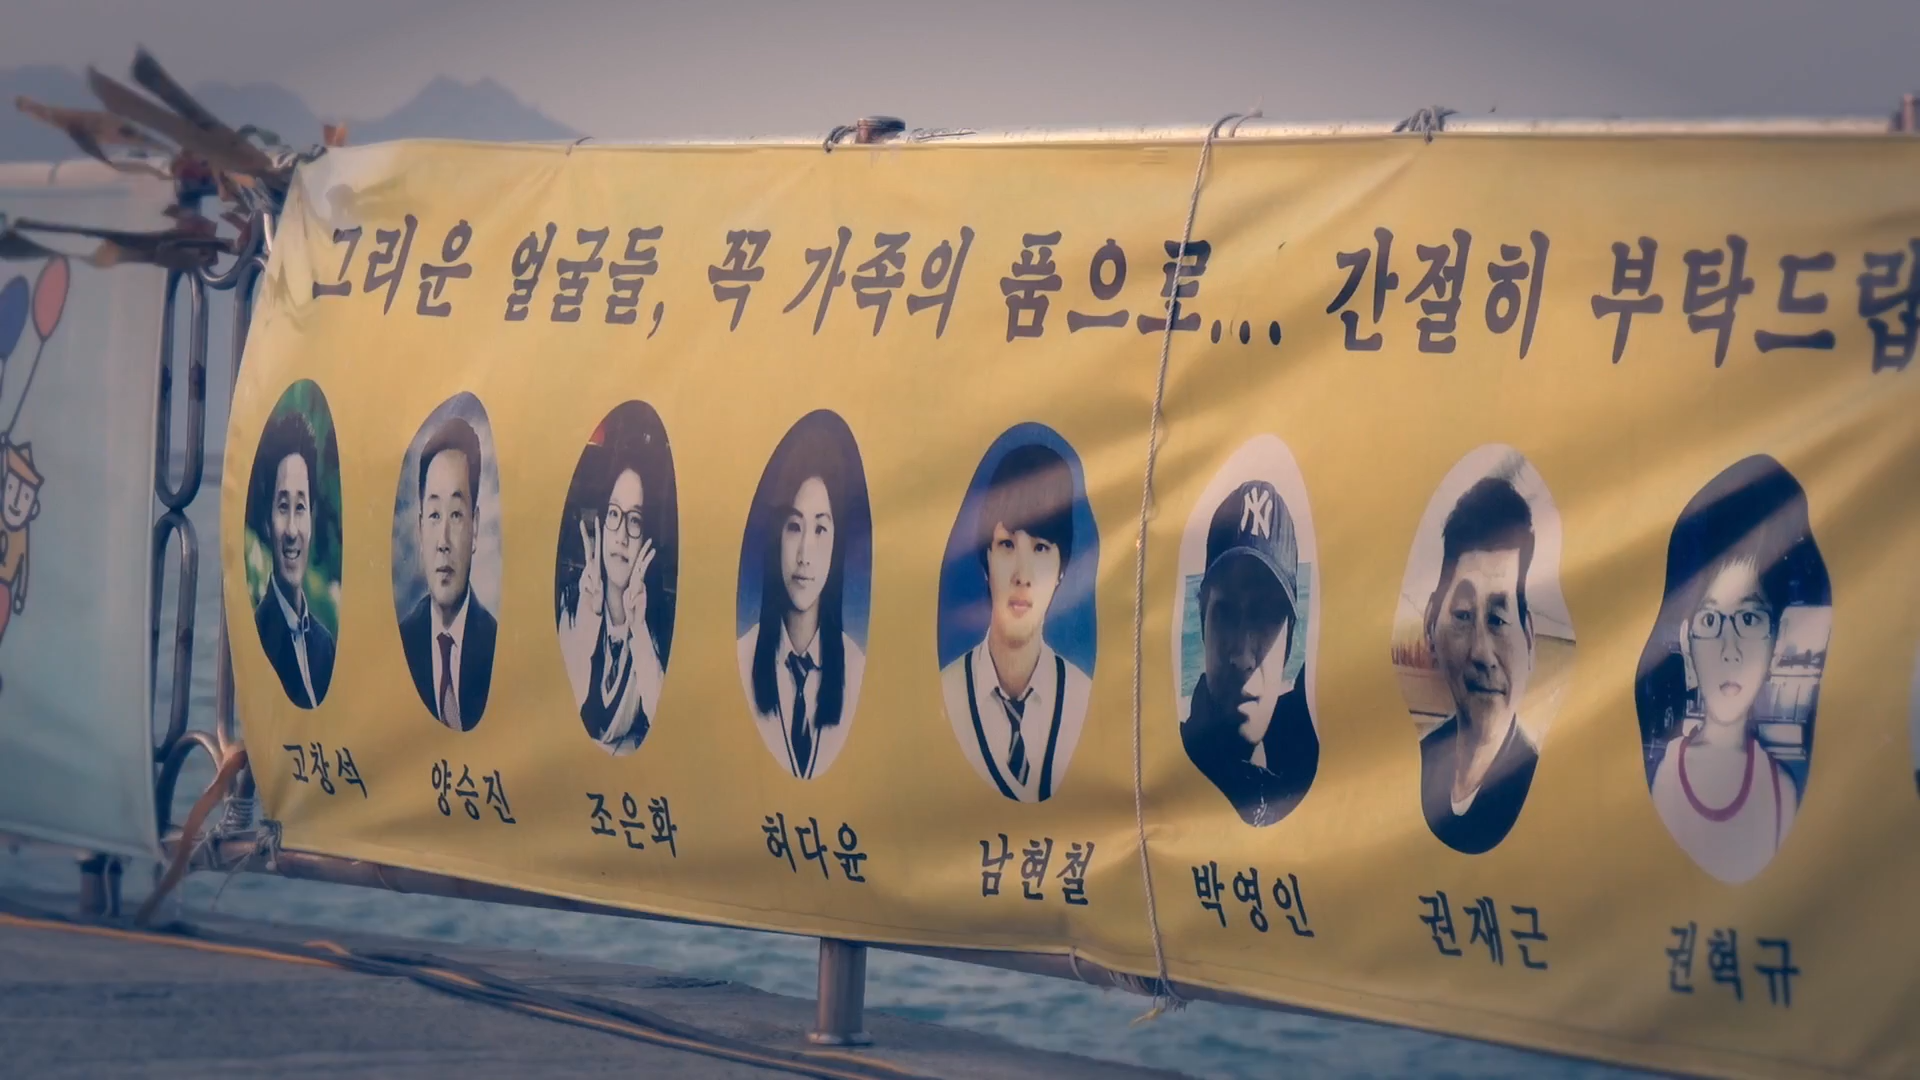 그리운 얼굴들, 꼭 가족의 품으로... 간절히 부탁드립
NY
고창석
양승진
조은화
허다윤
남현철
박영인
권재근
권혁규